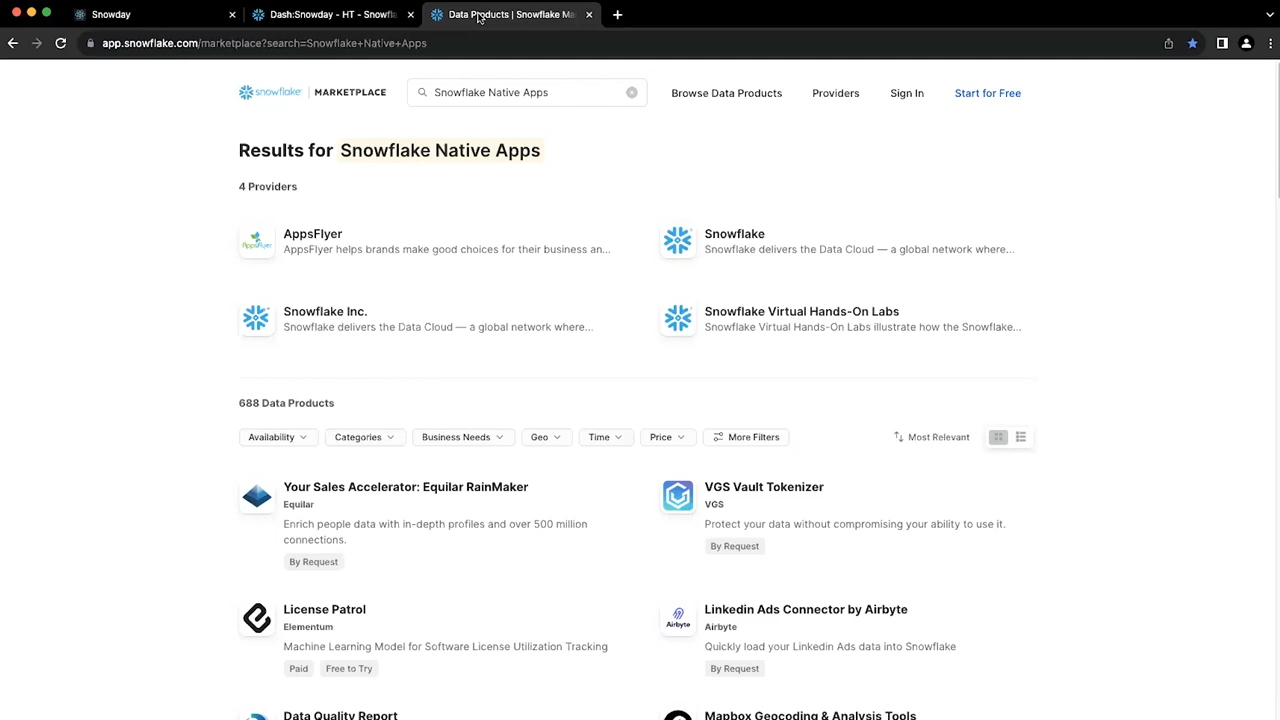 Snowday
Dash:Snowday - HT - Snowfla
Data Products | Snowflake Ma
app.snowflake.com/marketplace?search=Snowflake+Native+Apps
snowflake
MARKETPLACE
Snowflake Native Apps
Browse Data Products
Providers
Sign In
Start for Free
Results for Snowflake Native Apps
4 Providers
AppsFlyer
AppsFlyer
AppsFlyer helps brands make good choices for their business an...
Snowflake
Snowflake delivers the Data Cloud — a global network where...
Snowflake Inc.
Snowflake delivers the Data Cloud — a global network where...
Snowflake Virtual Hands-On Labs
Snowflake Virtual Hands-On Labs illustrate how the Snowflake...
688 Data Products
Availability
Categories
Business Needs
Geo
Time
Price
More Filters
Most Relevant
Your Sales Accelerator: Equilar RainMaker
Equilar
Enrich people data with in-depth profiles and over 500 million
connections.
By Request
VGS Vault Tokenizer
VGS
Protect your data without compromising your ability to use it.
By Request
License Patrol
Elementum
Machine Learning Model for Software License Utilization Tracking
Paid
Free to Try
Airbyte
Linkedin Ads Connector by Airbyte
Airbyte
Quickly load your Linkedin Ads data into Snowflake
By Request
Data Quality Report
Mapbox Geocoding & Analysis Tools